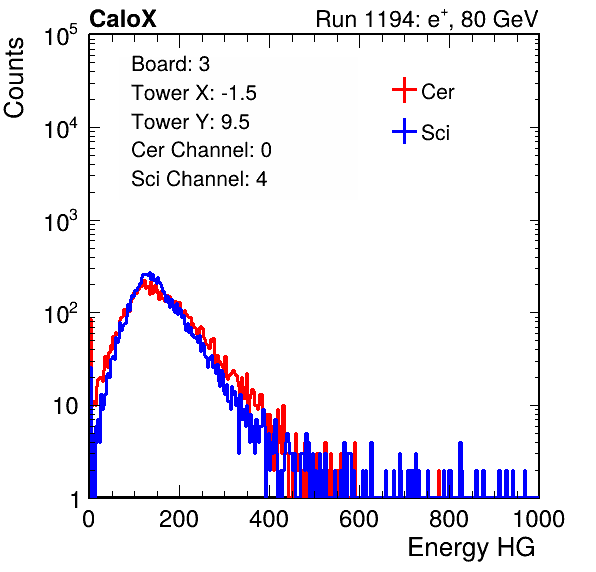 CaloX Run 1194: e⁺, 80 GeV
Counts
10⁵
10⁴
10³
10²
10
1
Board: 3
Tower X: -1.5
Tower Y: 9.5
Cer Channel: 0
Sci Channel: 4
Cer
Sci
0 200 400 600 800 1000
Energy HG